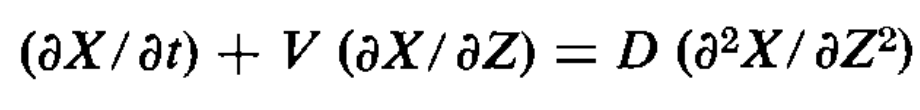 (∂X/∂t) + V (∂X/∂Z) = D (∂²X/∂Z²)